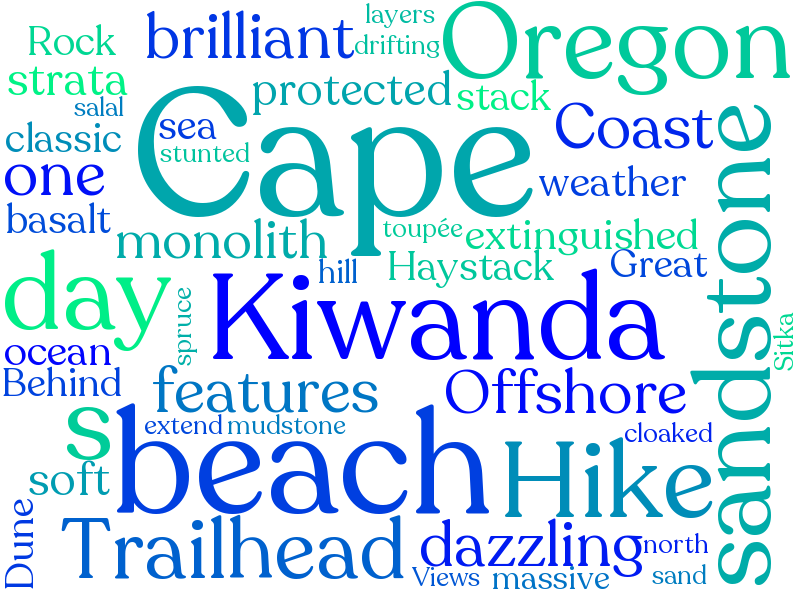 layers
Rock
brilliant
drifting
Oregon
strata
protected
stack
salal
Cape
classic
sea
stunted
Coast
sandstone
one
weather
basalt
monolith
toupée
extinguished
day
hill
Haystack
Great
Kiwanda
spruce
Sitka
ocean
Behind
features
Offshore
s
beach
extend
mudstone
Hike
cloaked
soft
Dune
Trailhead
dazzling
north
Views
massive
sand